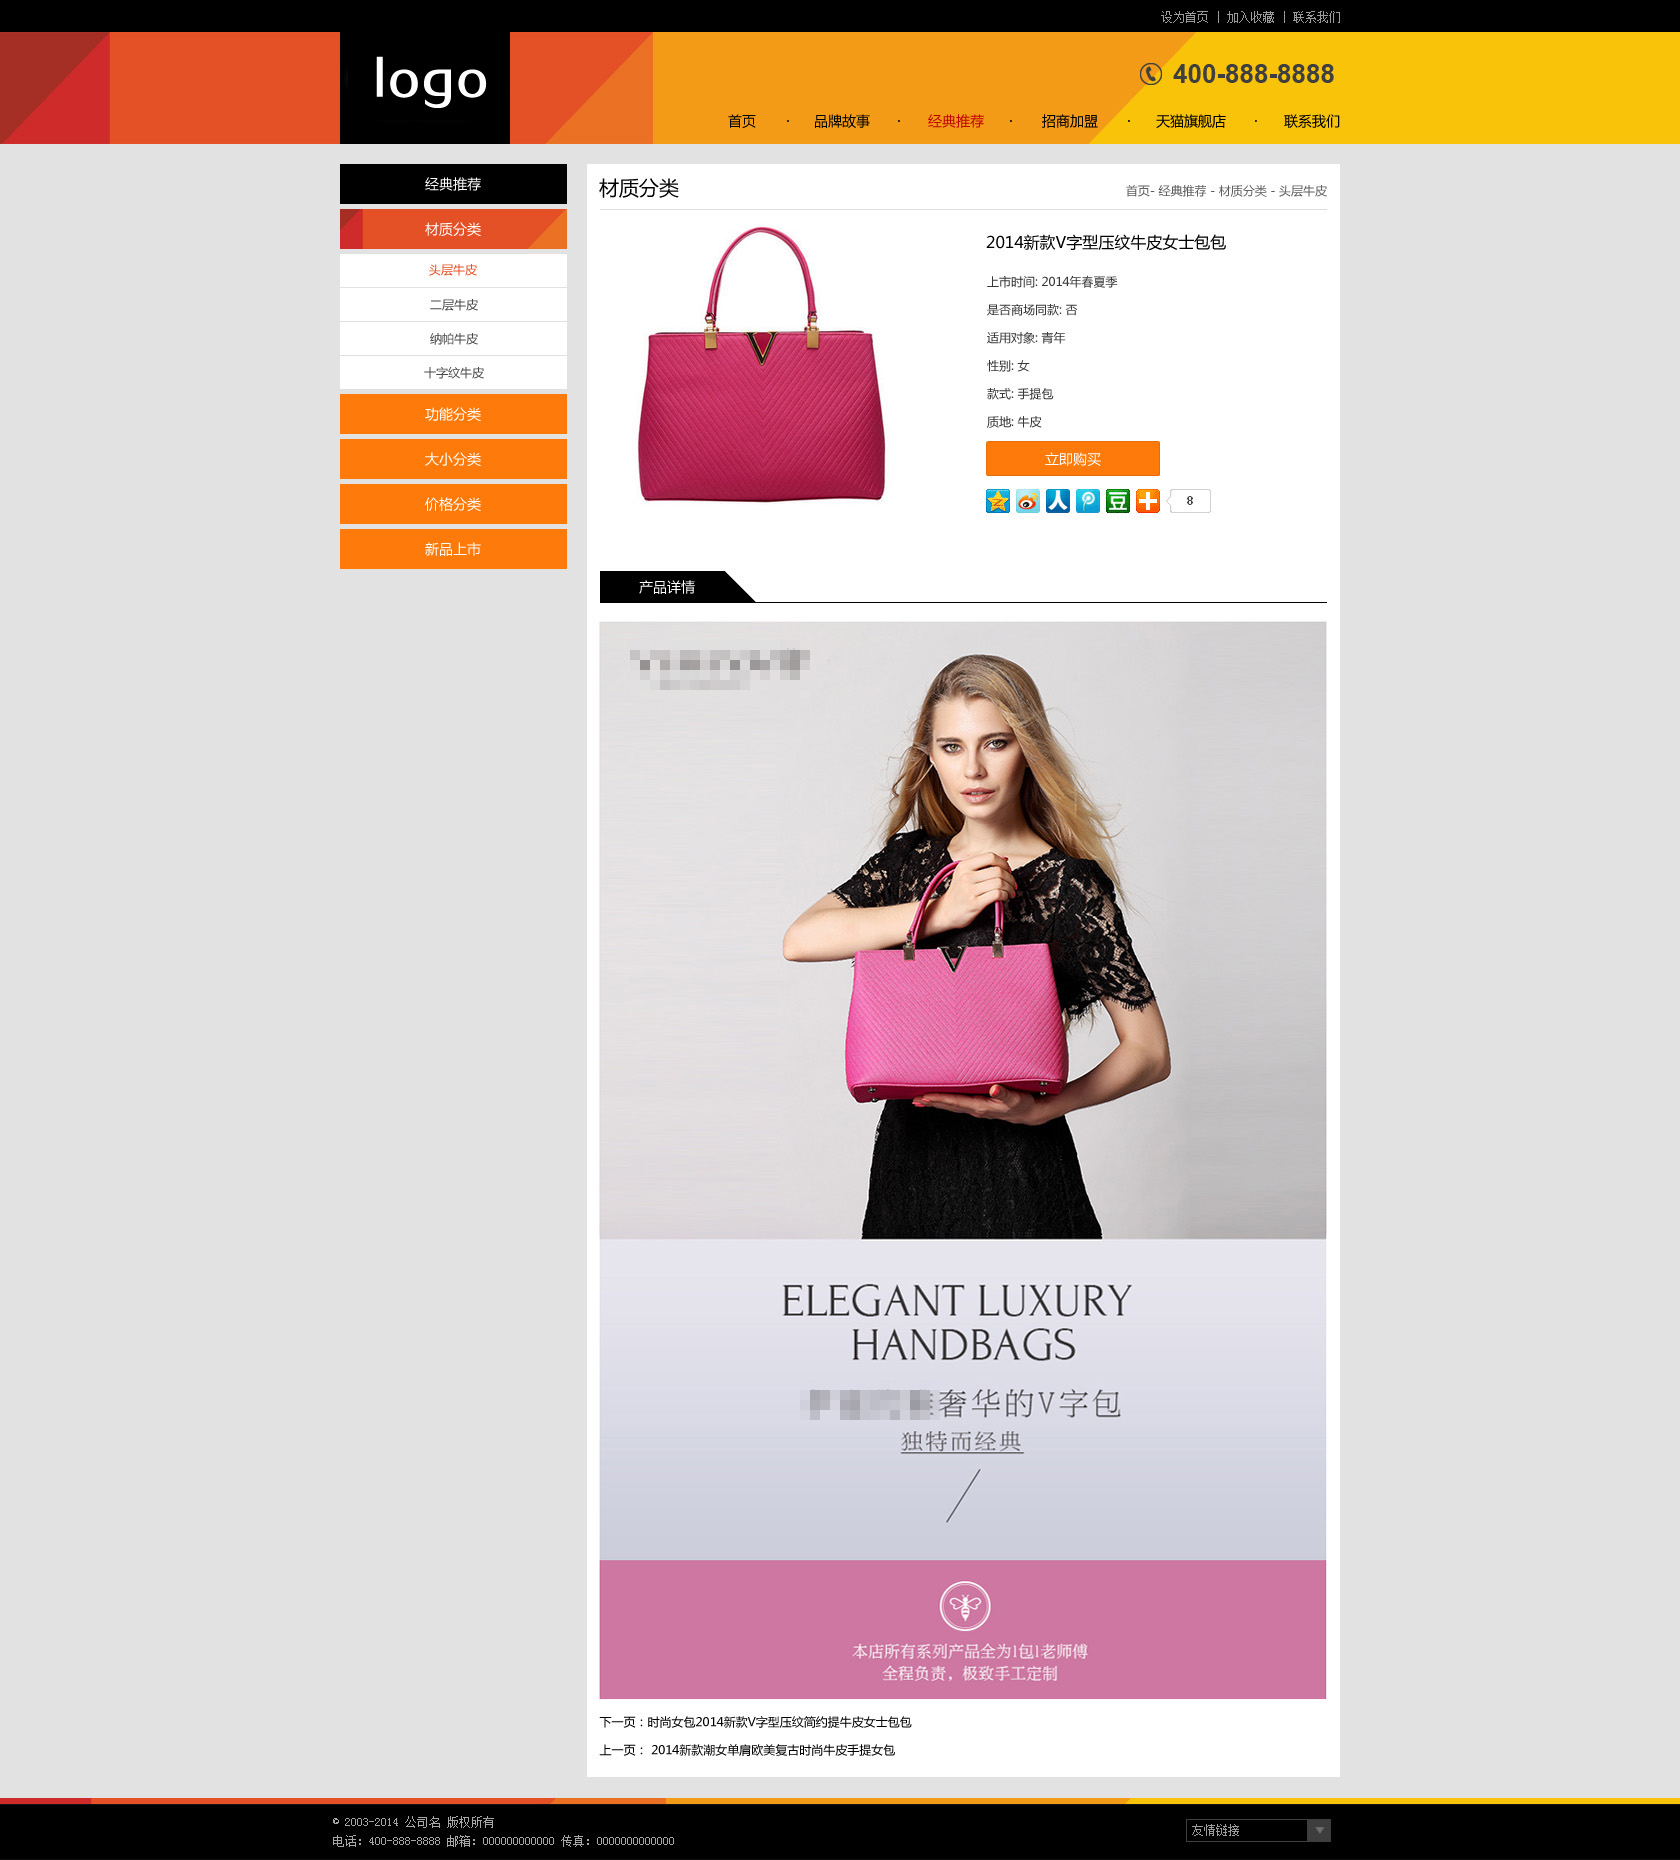 设为首页 | 加入收藏 | 联系我们
logo
400-888-8888
首页 · 品牌故事 · 经典推荐 · 招商加盟 · 天猫旗舰店 · 联系我们
经典推荐
材质分类
头层牛皮
二层牛皮
纳帕牛皮
十字纹牛皮
功能分类
大小分类
价格分类
新品上市
材质分类
首页- 经典推荐 - 材质分类 - 头层牛皮
2014新款V字型压纹牛皮女士包包
上市时间: 2014年春夏季
是否商场同款: 否
适用对象: 青年
性别: 女
款式: 手提包
质地: 牛皮
立即购买
人 豆 8
产品详情
ELEGANT LUXURY
HANDBAGS
奢华的V字包
独特而经典
本店所有系列产品全为1包1老师傅
全程负责，极致手工定制
下一页：时尚女包2014新款V字型压纹简约提牛皮女士包包
上一页： 2014新款潮女单肩欧美复古时尚牛皮手提女包
© 2003-2014 公司名 版权所有
电话: 400-888-8888 邮箱: 000000000000 传真: 0000000000000
友情链接